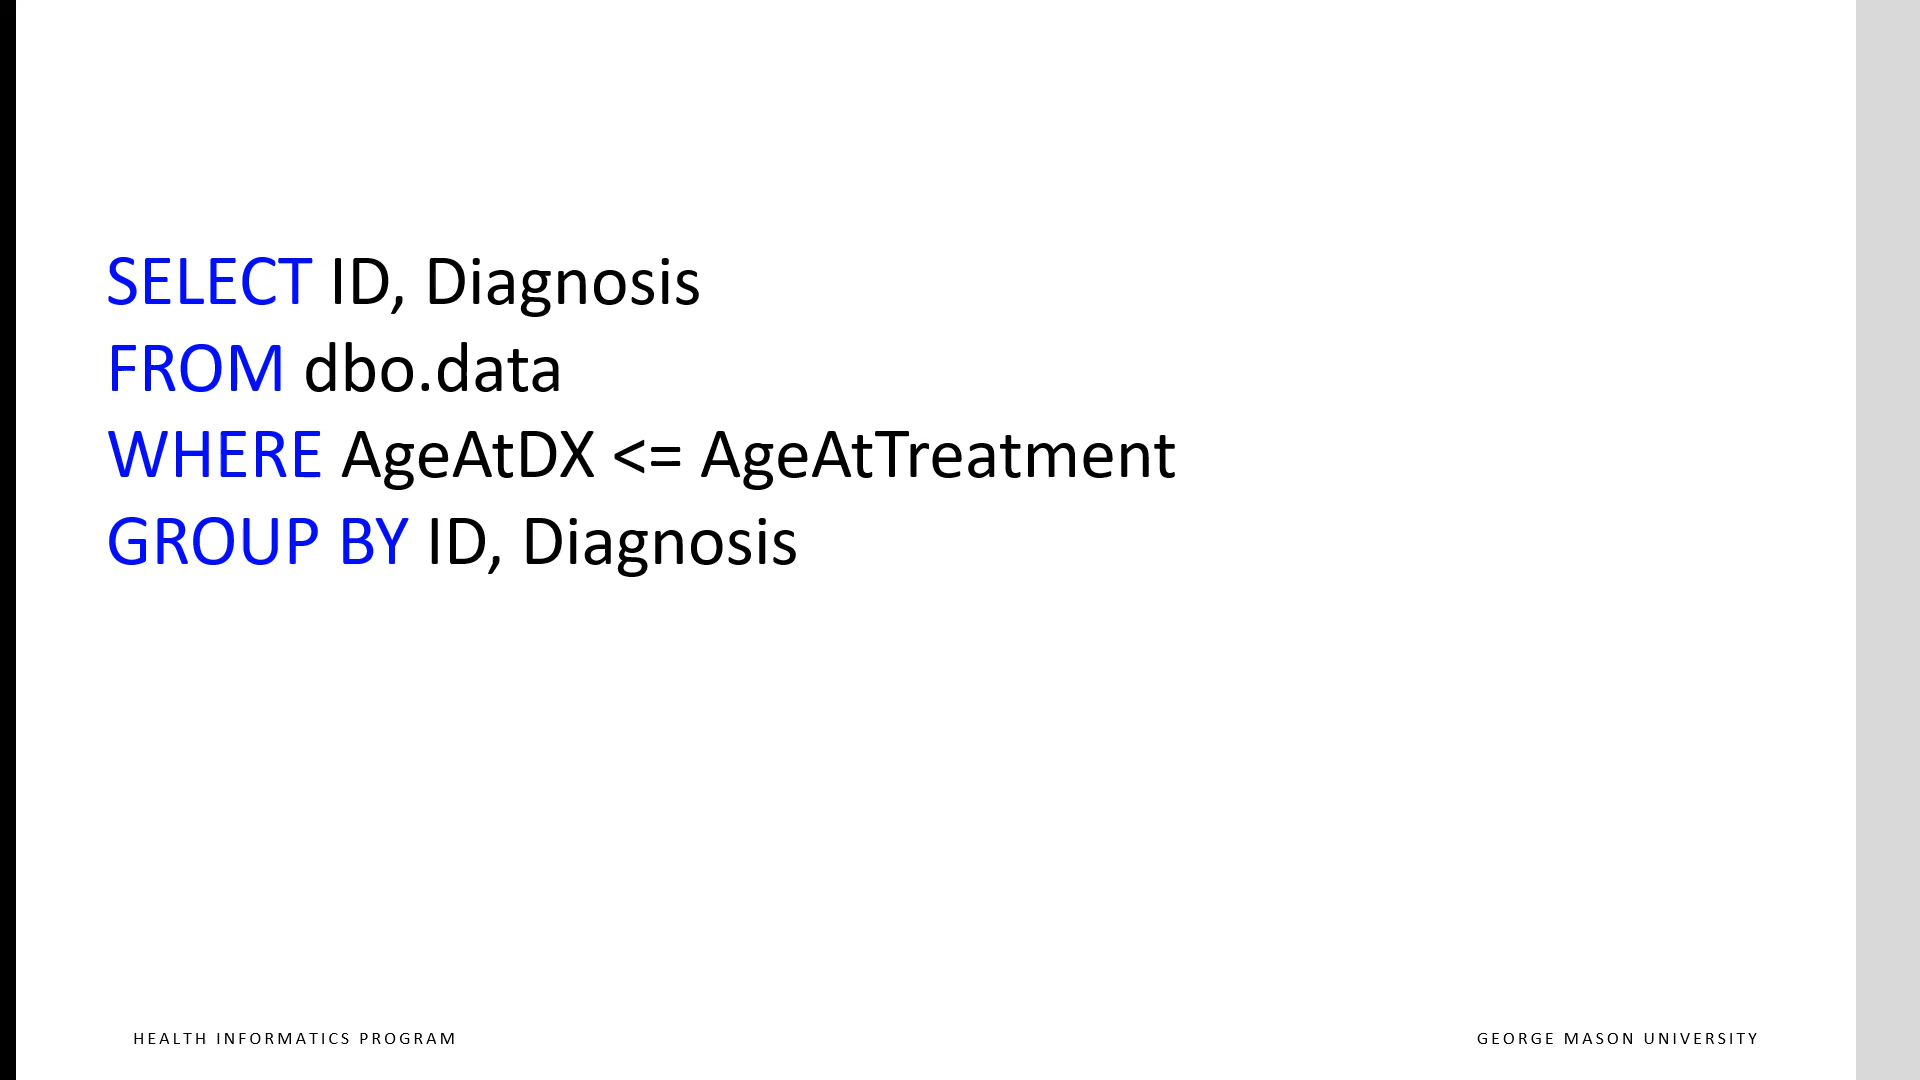 SELECT ID, Diagnosis
FROM dbo.data
WHERE AgeAtDX <= AgeAtTreatment
GROUP BY ID, Diagnosis
HEALTH INFORMATICS PROGRAM
GEORGE MASON UNIVERSITY